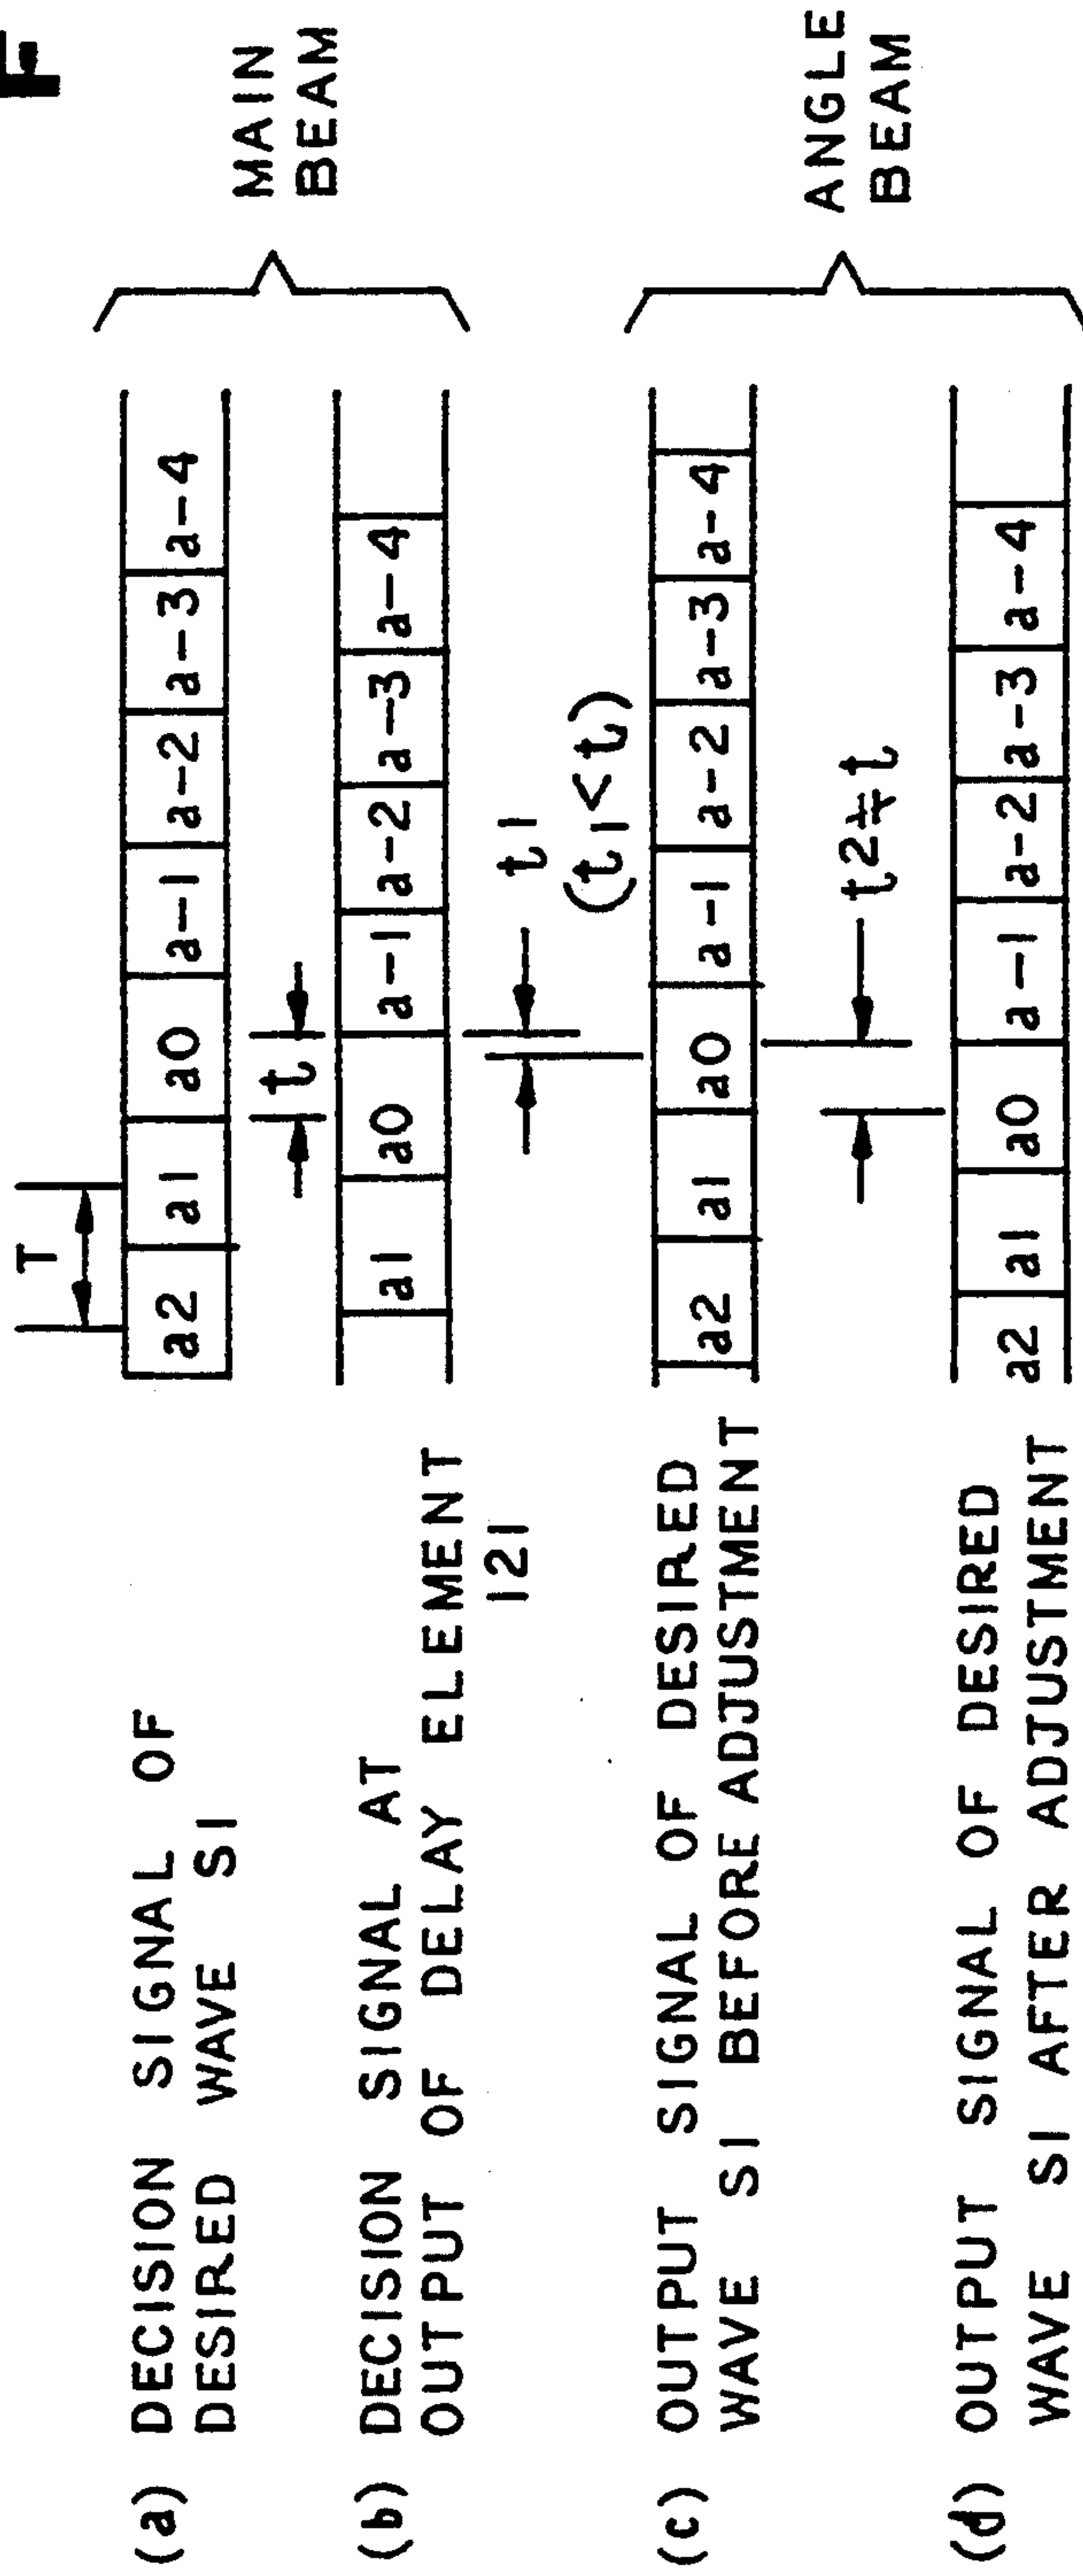 F
T
(a) DECISION SIGNAL OF
DESIRED WAVE S1
a2 a1 a0 a-1 a-2 a-3 a-4
MAIN
BEAM
t
(b) DECISION SIGNAL AT
OUTPUT OF DELAY ELEMENT
121
a1 a0 a-1 a-2 a-3 a-4
t1
(t1<t)
(c) OUTPUT SIGNAL OF DESIRED
WAVE S1 BEFORE ADJUSTMENT
a2 a1 a0 a-1 a-2 a-3 a-4
ANGLE
BEAM
t2≒t
(d) OUTPUT SIGNAL OF DESIRED
WAVE S1 AFTER ADJUSTMENT
a2 a1 a0 a-1 a-2 a-3 a-4